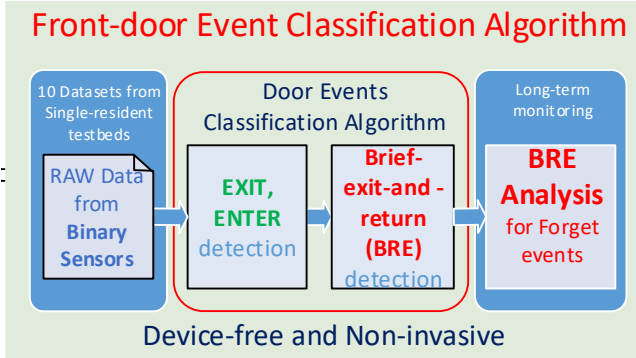 Front-door Event Classification Algorithm
10 Datasets from
Single-resident
testbeds
RAW Data
from
Binary
Sensors
Door Events
Classification Algorithm
EXIT,
ENTER
detection
Brief-
exit-and -
return
(BRE)
detection
Long-term
monitoring
BRE
Analysis
for Forget
events
Device-free and Non-invasive